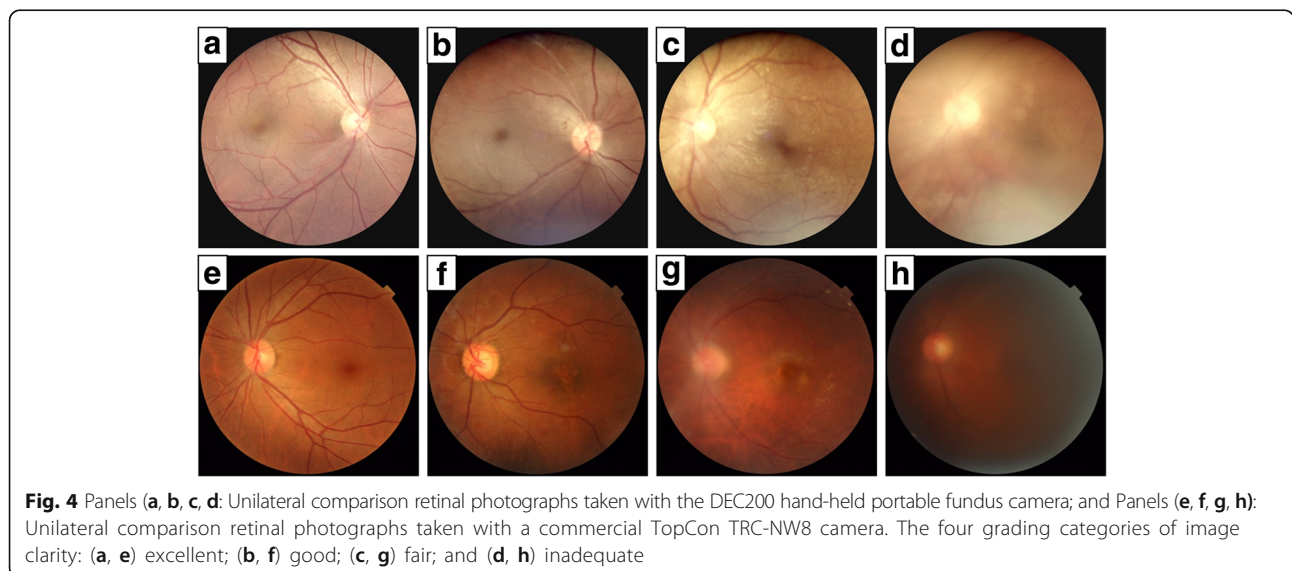 a b c d
e f g h
Fig. 4 Panels (a, b, c, d: Unilateral comparison retinal photographs taken with the DEC200 hand-held portable fundus camera; and Panels (e, f, g, h):
Unilateral comparison retinal photographs taken with a commercial TopCon TRC-NW8 camera. The four grading categories of image
clarity: (a, e) excellent; (b, f) good; (c, g) fair; and (d, h) inadequate